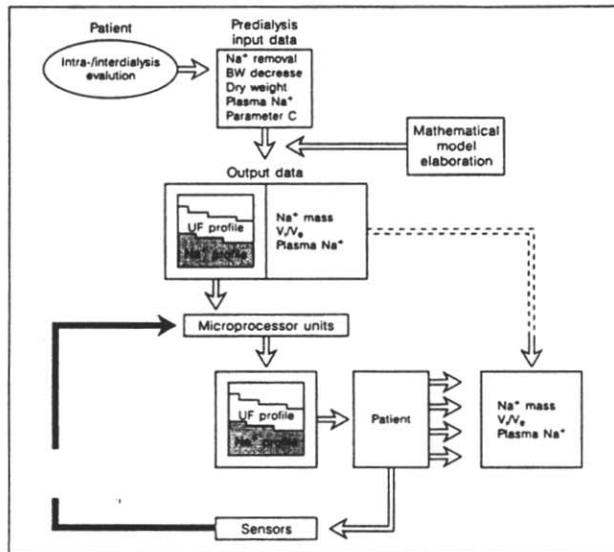 Patient
Intra-/interdialysis
evalution
Predialysis
input data
Na⁺ removal
BW decrease
Dry weight
Plasma Na⁺
Parameter C
Mathematical
model
elaboration
Output data
UF profile
Na⁺ profile
Na⁺ mass
Vᵢ/Vₑ
Plasma Na⁺
Microprocessor units
UF profile
Na⁺ profile
Patient
Na⁺ mass
Vᵢ/Vₑ
Plasma Na⁺
Sensors